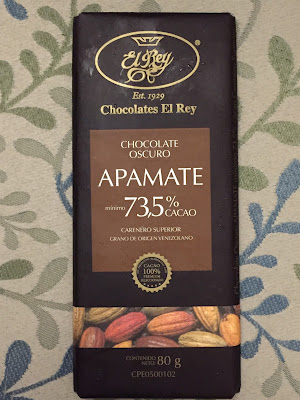 El Rey
®
Est. 1929
Chocolates El Rey
CHOCOLATE
OSCURO
APAMATE
mínimo 73,5% CACAO
CARENERO SUPERIOR
GRANO DE ORIGEN VENEZOLANO
CACAO
100%
PREMIUM
CONTENIDO
NETO: 80 g
CPE0500102